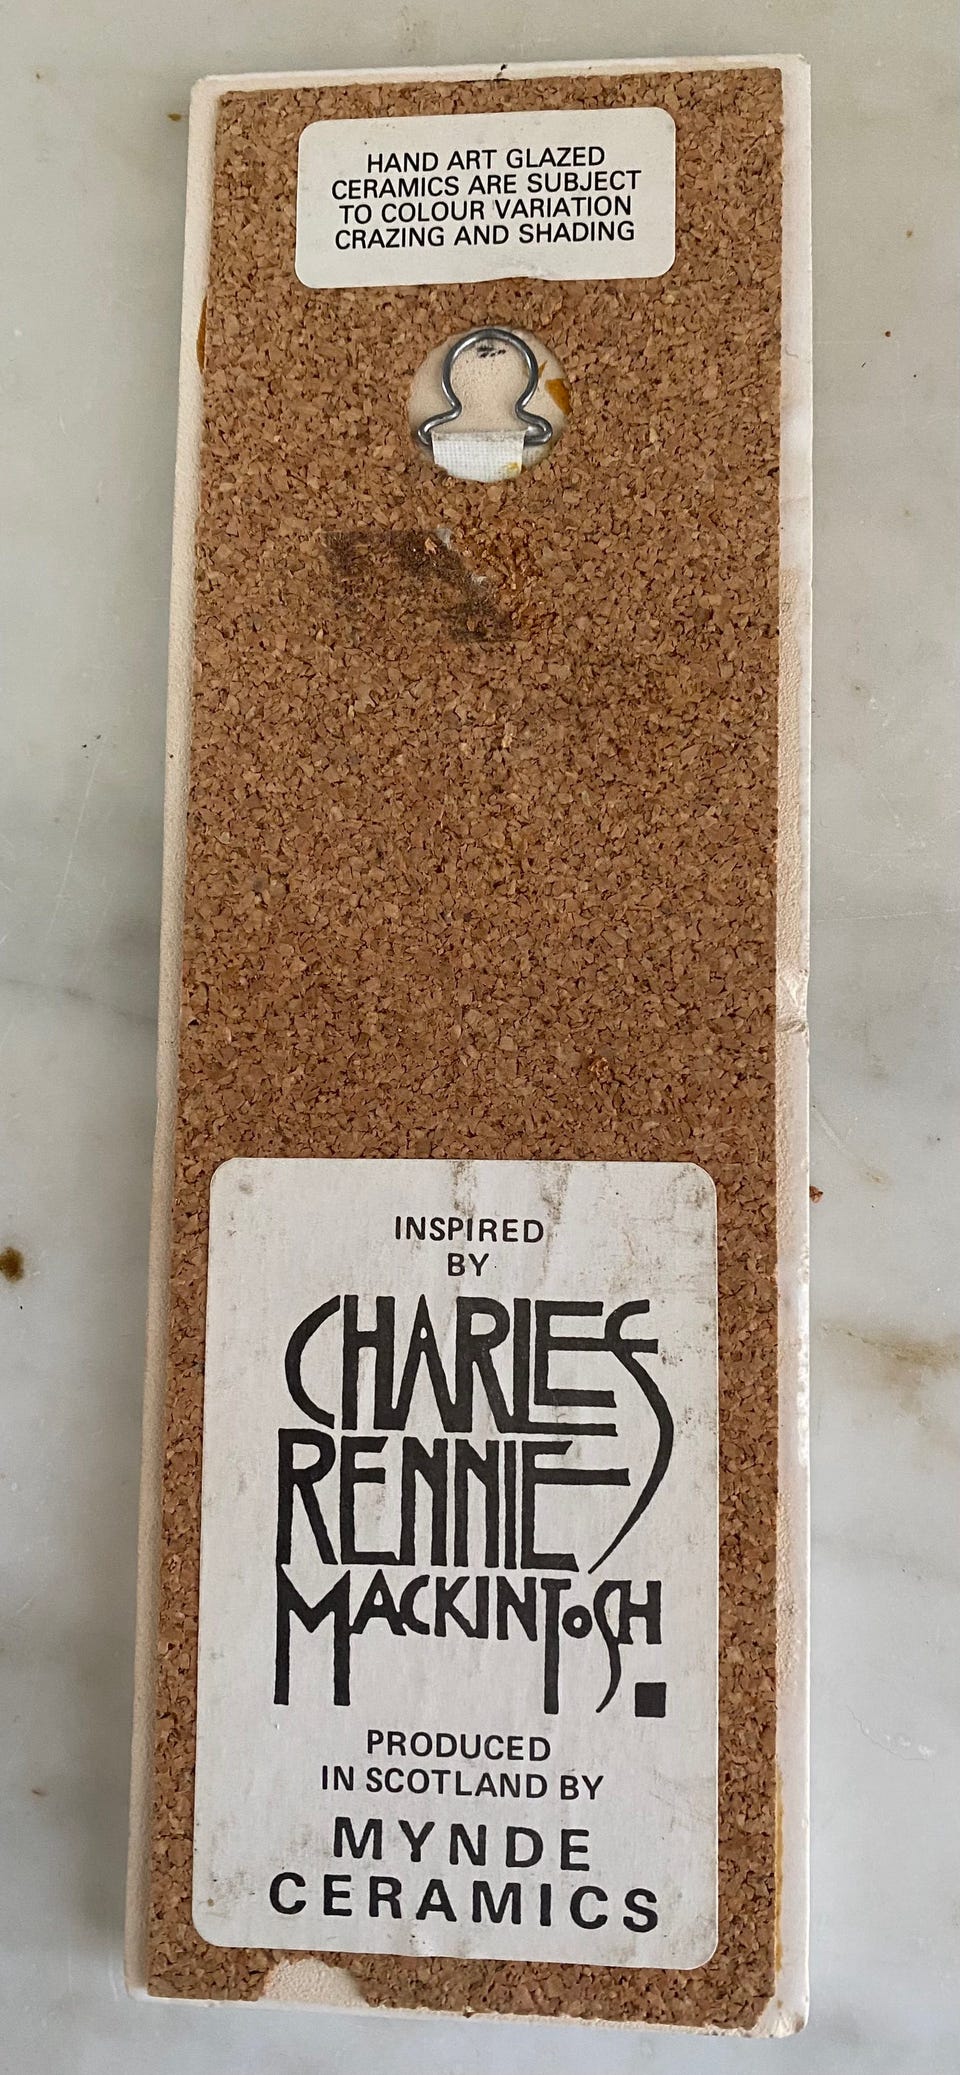 HAND ART GLAZED
CERAMICS ARE SUBJECT
TO COLOUR VARIATION
CRAZING AND SHADING
INSPIRED
BY
CHARLES
RENNIE
MACKINTOSH.
PRODUCED
IN SCOTLAND BY
MYNDE
CERAMICS